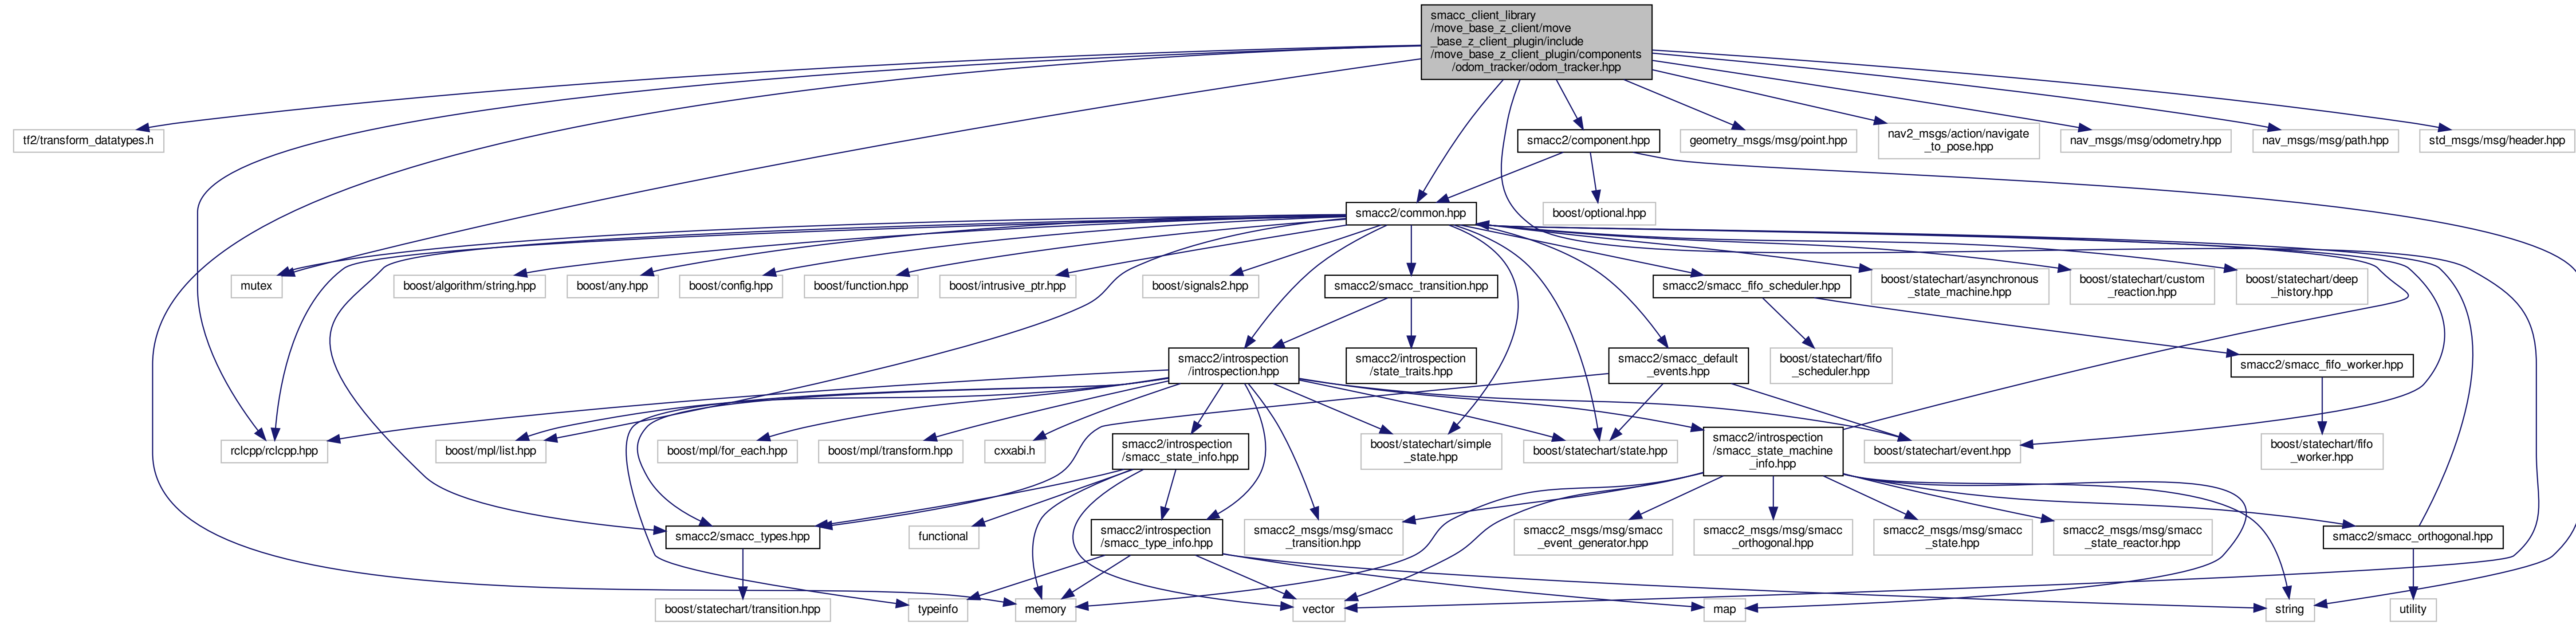 smacc_client_library
/move_base_z_client/move
_base_z_client_plugin/include
/move_base_z_client_plugin/components
/odom_tracker/odom_tracker.hpp
tf2/transform_datatypes.h
smacc2/component.hpp
geometry_msgs/msg/point.hpp
nav2_msgs/action/navigate
_to_pose.hpp
nav_msgs/msg/odometry.hpp
nav_msgs/msg/path.hpp
std_msgs/msg/header.hpp
smacc2/common.hpp
boost/optional.hpp
mutex
boost/algorithm/string.hpp
boost/any.hpp
boost/config.hpp
boost/function.hpp
boost/intrusive_ptr.hpp
boost/signals2.hpp
smacc2/smacc_transition.hpp
smacc2/smacc_fifo_scheduler.hpp
boost/statechart/asynchronous
_state_machine.hpp
boost/statechart/custom
_reaction.hpp
boost/statechart/deep
_history.hpp
smacc2/introspection
/introspection.hpp
smacc2/introspection
/state_traits.hpp
smacc2/smacc_default
_events.hpp
boost/statechart/fifo
_scheduler.hpp
smacc2/smacc_fifo_worker.hpp
rclcpp/rclcpp.hpp
boost/mpl/list.hpp
boost/mpl/for_each.hpp
boost/mpl/transform.hpp
cxxabi.h
smacc2/introspection
/smacc_state_info.hpp
boost/statechart/simple
_state.hpp
boost/statechart/state.hpp
smacc2/introspection
/smacc_state_machine
_info.hpp
boost/statechart/event.hpp
boost/statechart/fifo
_worker.hpp
smacc2/smacc_types.hpp
functional
smacc2/introspection
/smacc_type_info.hpp
smacc2_msgs/msg/smacc
_transition.hpp
smacc2_msgs/msg/smacc
_event_generator.hpp
smacc2_msgs/msg/smacc
_orthogonal.hpp
smacc2_msgs/msg/smacc
_state.hpp
smacc2_msgs/msg/smacc
_state_reactor.hpp
smacc2/smacc_orthogonal.hpp
boost/statechart/transition.hpp
typeinfo
memory
vector
map
string
utility